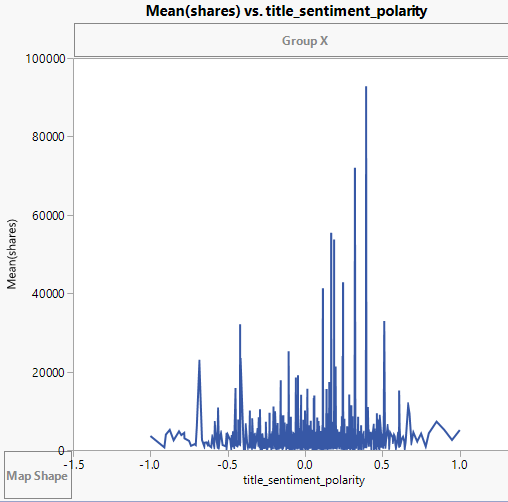 Mean(shares) vs. title_sentiment_polarity
Group X
100000
80000
60000
40000
20000
0
Mean(shares)
-1.5
-1.0
-0.5
0.0
0.5
1.0
title_sentiment_polarity
Map Shape